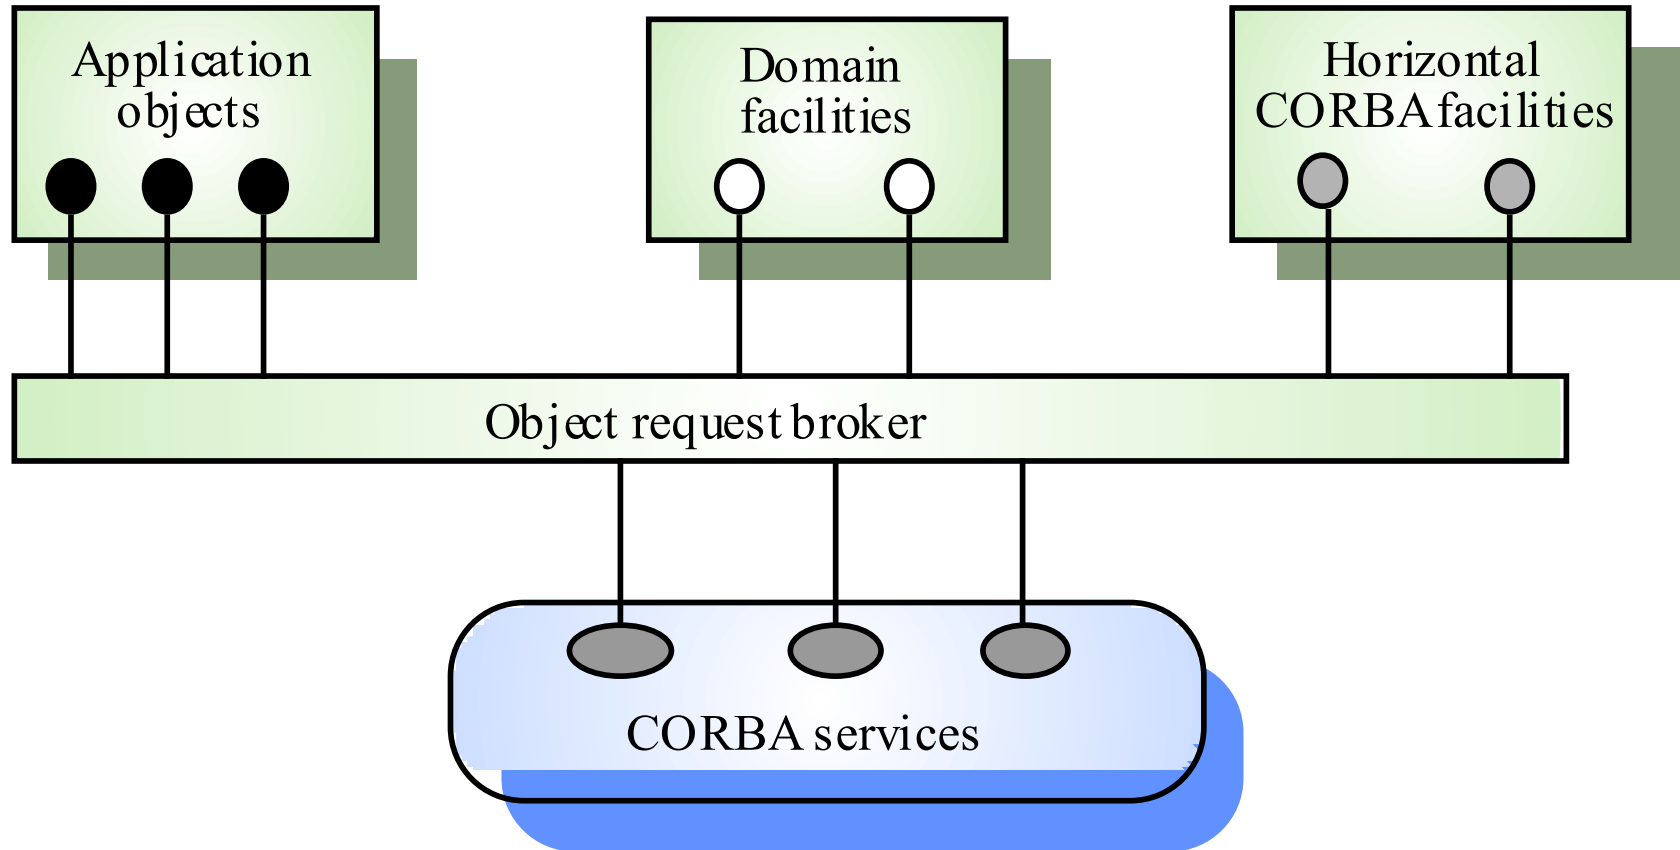 Application
objects
Domain
facilities
Horizontal
CORBA facilities
Object request broker
CORBA services